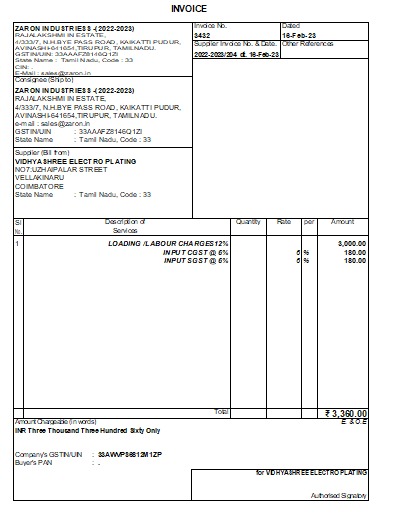 INVOICE
ZARON INDUSTRIESS -(2022-2023)
RAJALAKSHMI IN ESTATE,
4/333/7, N.H.BYE PASS ROAD, KAIKATTI PUDUR,
AVINASHI-641654,TIRUPUR, TAMILNADU.
GSTIN/UIN: 33AAAFZ8146Q1ZI
State Name : Tamil Nadu, Code : 33
CIN: .
E-Mail : sales@zaron.in
Invoice No.
3432
Dated
16-Feb-23
Supplier Invoice No. & Date.
2022-2023/204 dt. 16-Feb-23
Other References
Consignee (Ship to)
ZARON INDUSTRIESS -(2022-2023)
RAJALAKSHMI IN ESTATE,
4/333/7, N.H.BYE PASS ROAD, KAIKATTI PUDUR,
AVINASHI-641654,TIRUPUR, TAMILNADU.
e-mail : sales@zaron.in
GSTIN/UIN : 33AAAFZ8146Q1ZI
State Name : Tamil Nadu, Code : 33
Supplier (Bill from)
VIDHYASHREE ELECTRO PLATING
NO7:UZHAIPALAR STREET
VELLAKINARU
COIMBATORE
State Name : Tamil Nadu, Code : 33
Sl No. Description of Services Quantity Rate per Amount
1 LOADING /LABOUR CHARGES12% 3,000.00
INPUT CGST @ 6% 6 % 180.00
INPUT SGST @ 6% 6 % 180.00
Total ₹ 3,360.00
Amount Chargeable (in words) E. & O.E
INR Three Thousand Three Hundred Sixty Only
Company's GSTIN/UIN : 33AWVPS6812M1ZP
Buyer's PAN : .
for VIDHYASHREE ELECTRO PLATING
Authorised Signatory